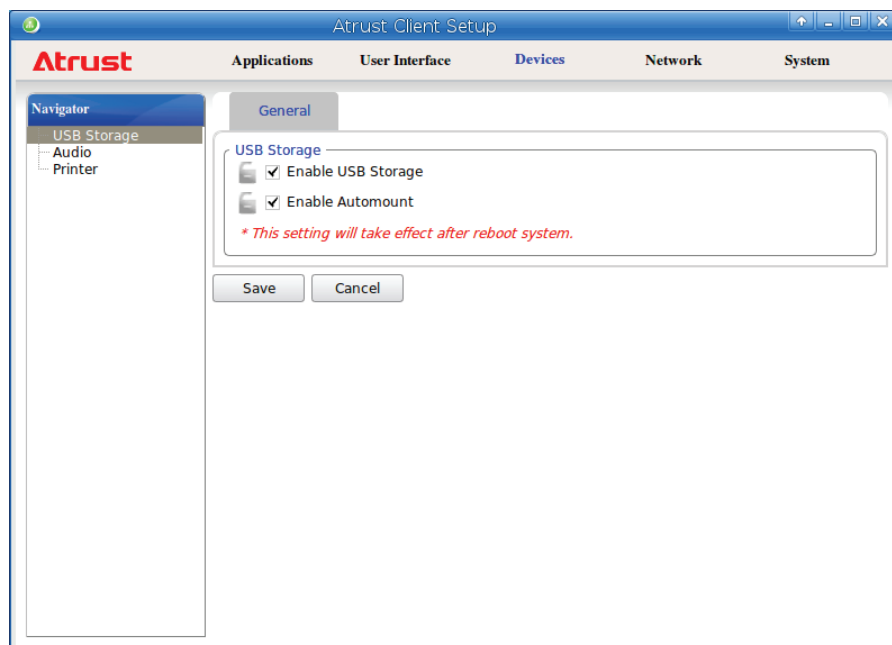 Atrust Client Setup
Atrust Applications User Interface Devices Network System
Navigator
USB Storage
Audio
Printer
General
USB Storage
Enable USB Storage
Enable Automount
* This setting will take effect after reboot system.
Save Cancel